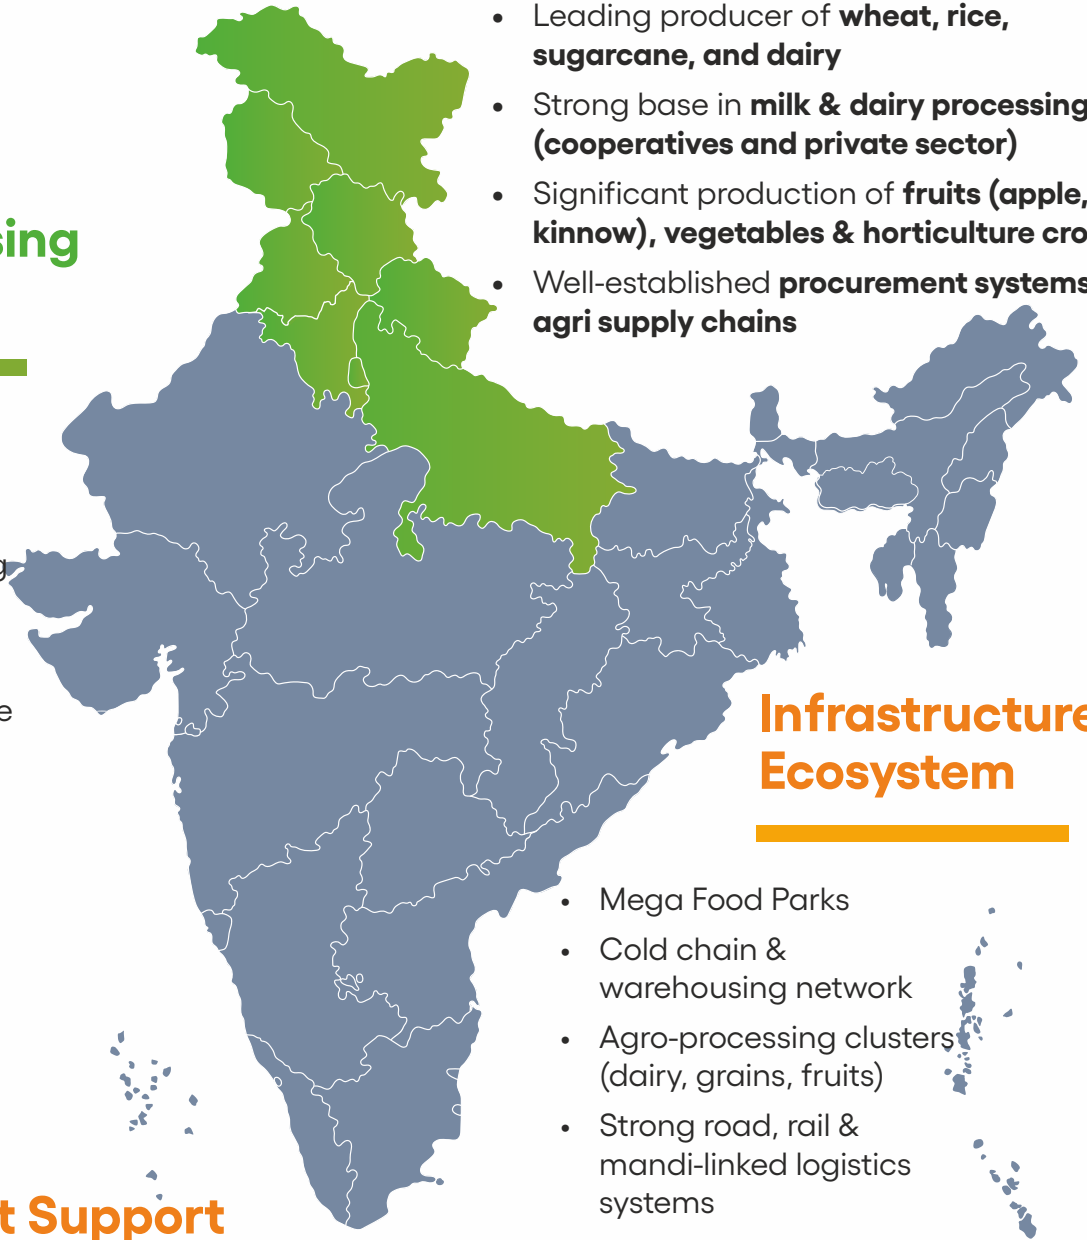 • Leading producer of wheat, rice,
sugarcane, and dairy
• Strong base in milk & dairy processing
(cooperatives and private sector)
• Significant production of fruits (apple,
kinnow), vegetables & horticulture cro
• Well-established procurement systems
agri supply chains
sing
g
e
Infrastructure
Ecosystem
• Mega Food Parks
• Cold chain &
warehousing network
• Agro-processing clusters
(dairy, grains, fruits)
• Strong road, rail &
mandi-linked logistics
systems
t Support